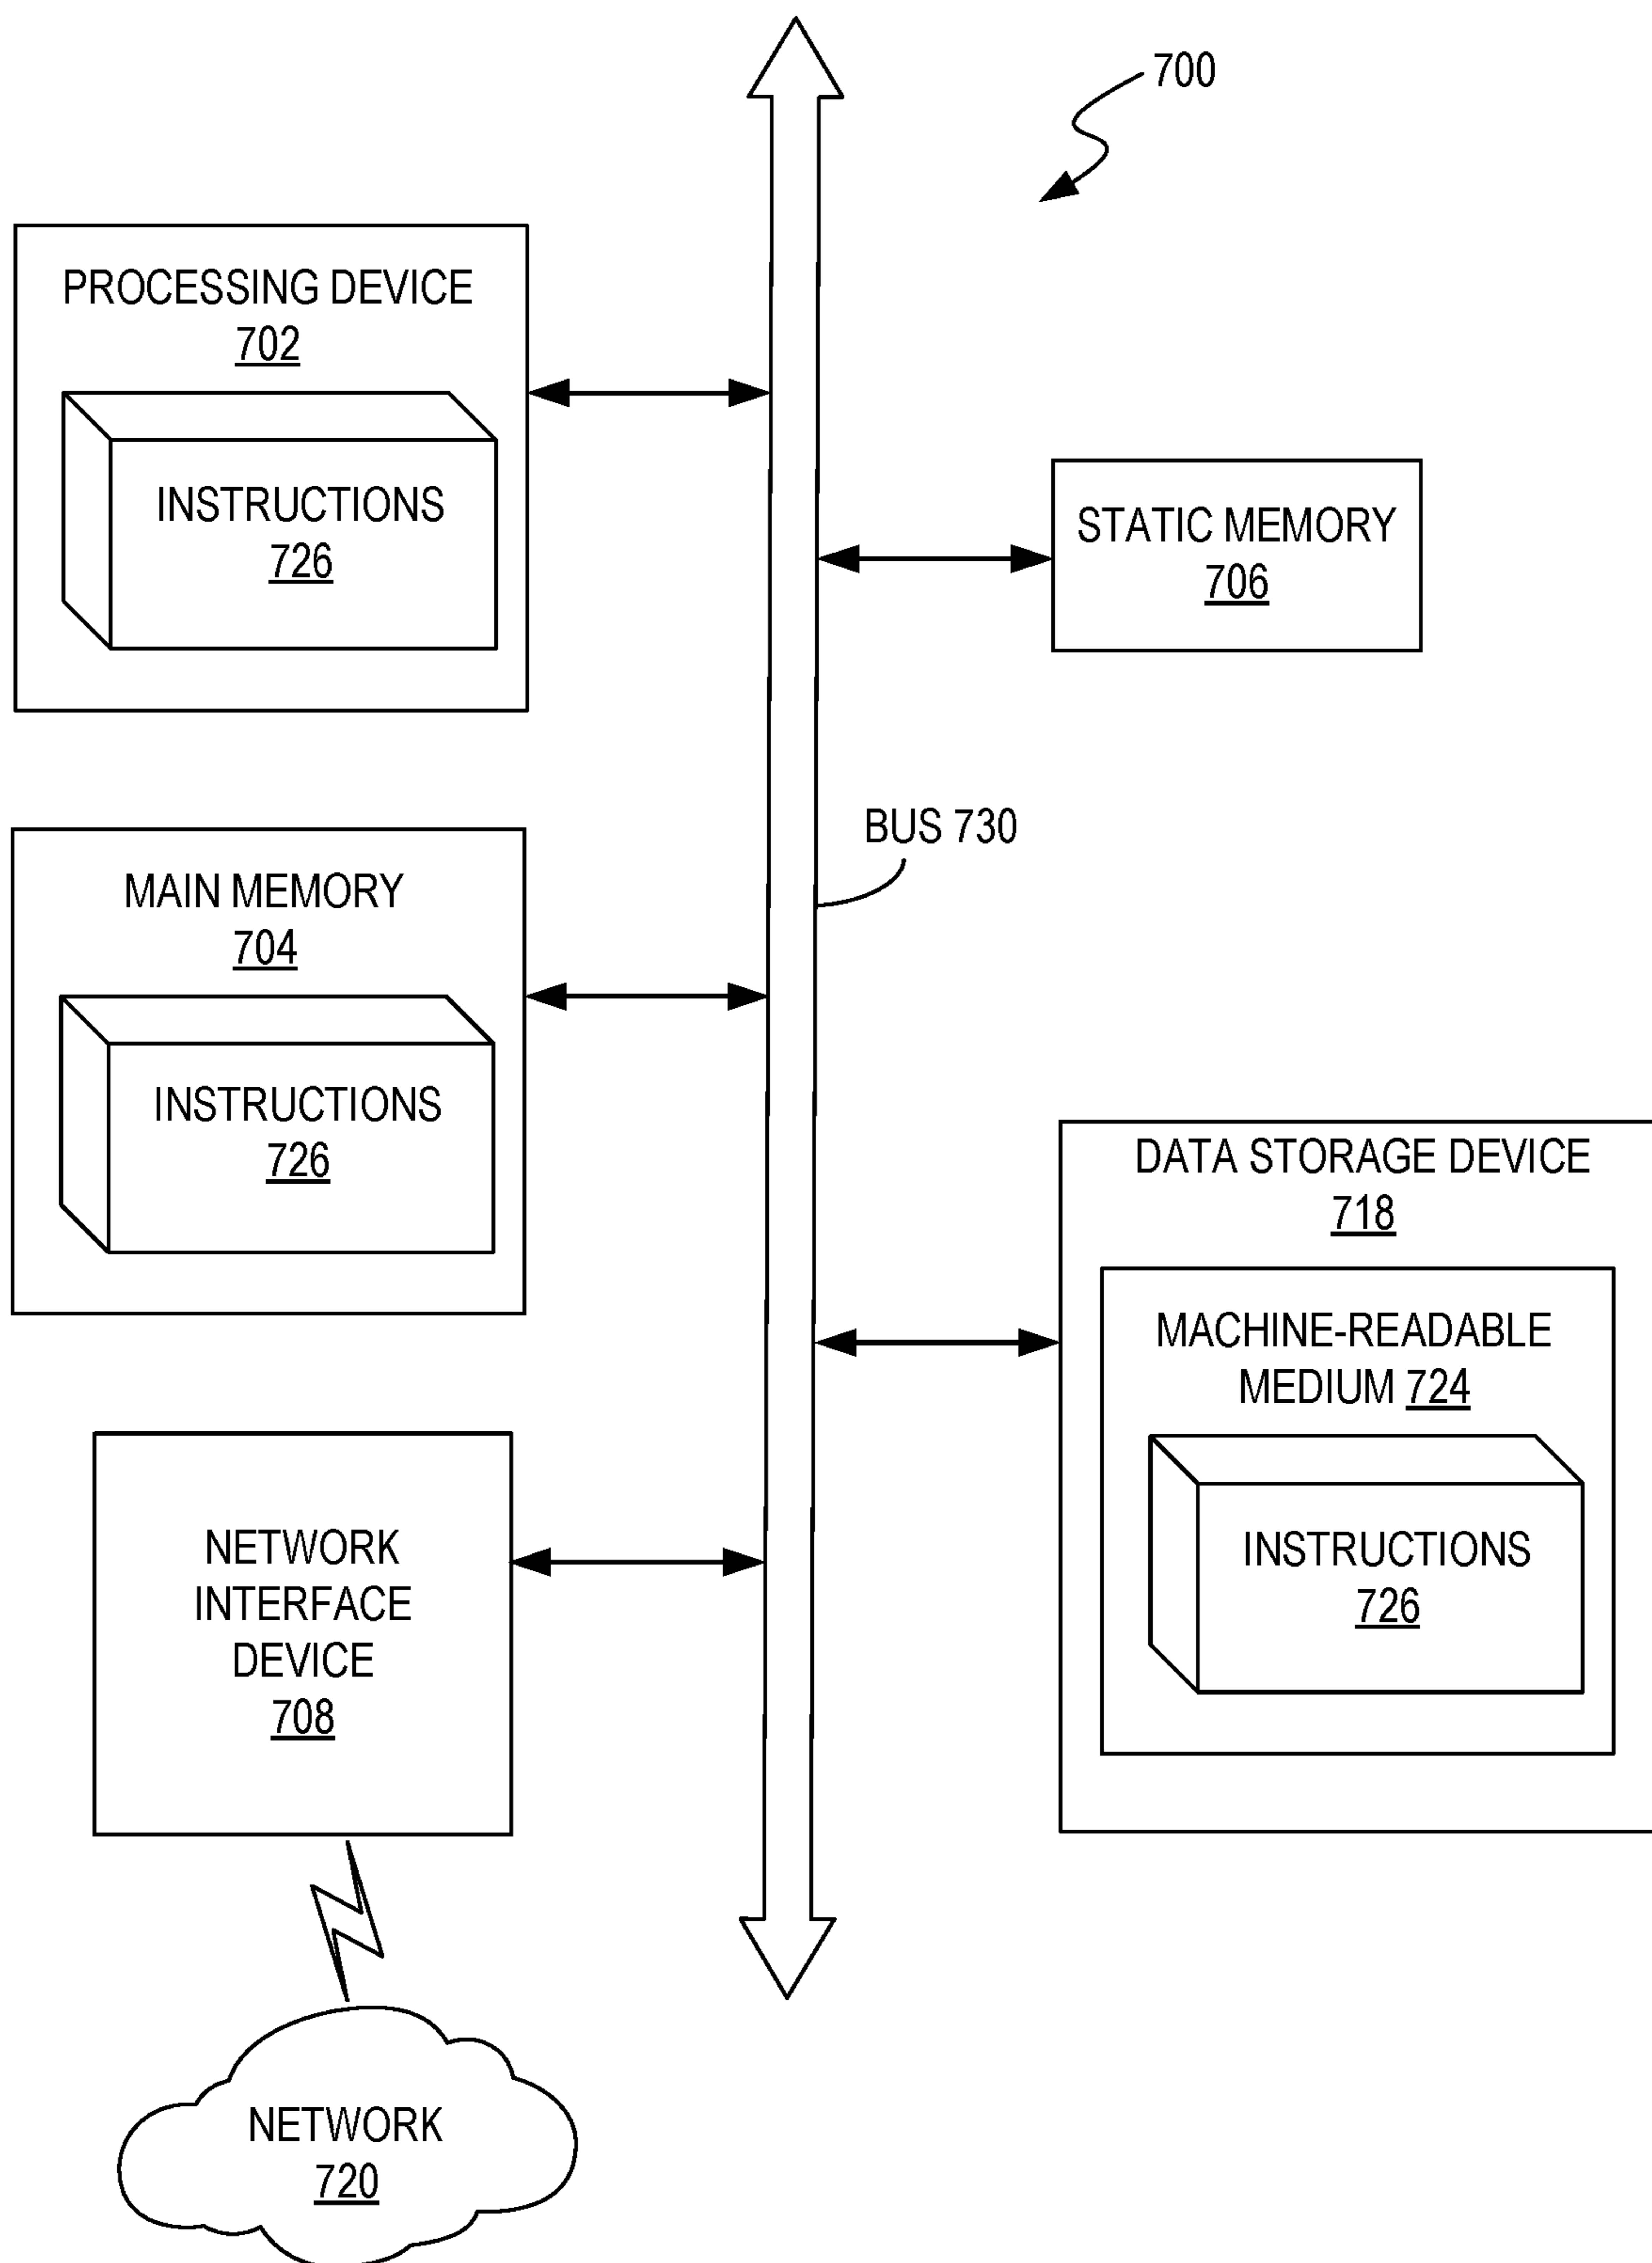 700
PROCESSING DEVICE
702
INSTRUCTIONS
726
STATIC MEMORY
706
BUS 730
MAIN MEMORY
704
INSTRUCTIONS
726
DATA STORAGE DEVICE
718
MACHINE-READABLE
MEDIUM 724
INSTRUCTIONS
726
NETWORK
INTERFACE
DEVICE
708
NETWORK
720